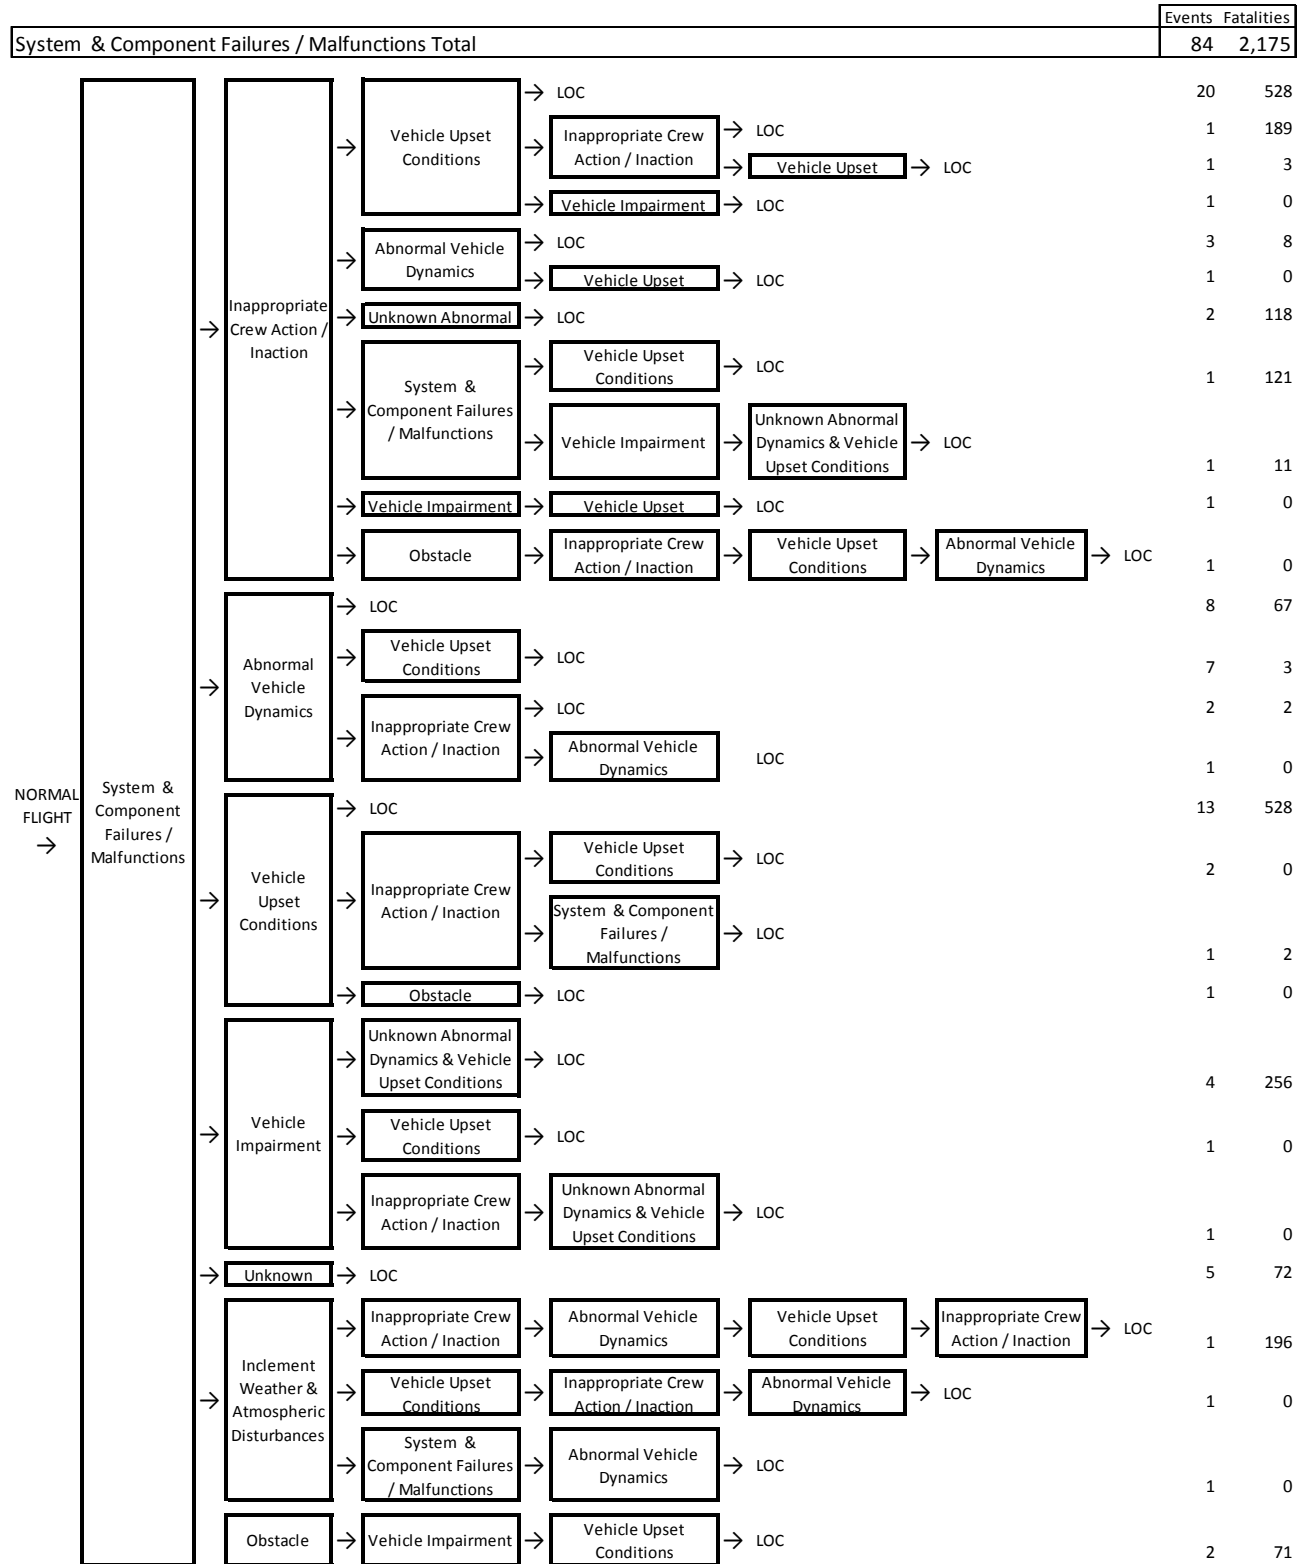 Events Fatalities
System & Component Failures / Malfunctions Total 84 2,175
NORMAL
FLIGHT
→
System &
Component
Failures /
Malfunctions
→
Inappropriate
Crew Action /
Inaction
→
Vehicle Upset
Conditions
→ LOC 20 528
→
Inappropriate Crew
Action / Inaction
→ LOC 1 189
→ Vehicle Upset → LOC 1 3
→ Vehicle Impairment → LOC 1 0
→
Abnormal Vehicle
Dynamics
→ LOC 3 8
→ Vehicle Upset → LOC 1 0
→ Unknown Abnormal → LOC 2 118
→
System &
Component Failures
/ Malfunctions
→
Vehicle Upset
Conditions
→ LOC 1 121
→ Vehicle Impairment →
Unknown Abnormal
Dynamics & Vehicle
Upset Conditions
→ LOC 1 11
→ Vehicle Impairment → Vehicle Upset → LOC 1 0
→ Obstacle →
Inappropriate Crew
Action / Inaction
→
Vehicle Upset
Conditions
→
Abnormal Vehicle
Dynamics
→ LOC 1 0
→
Abnormal
Vehicle
Dynamics
→ LOC 8 67
→
Vehicle Upset
Conditions
→ LOC 7 3
→
Inappropriate Crew
Action / Inaction
→ LOC 2 2
→
Abnormal Vehicle
Dynamics
LOC 1 0
→
Vehicle
Upset
Conditions
→ LOC 13 528
→
Inappropriate Crew
Action / Inaction
→
Vehicle Upset
Conditions
→ LOC 2 0
→
System & Component
Failures /
Malfunctions
→ LOC 1 2
→ Obstacle → LOC 1 0
→
Vehicle
Impairment
→
Unknown Abnormal
Dynamics & Vehicle
Upset Conditions
→ LOC 4 256
→
Vehicle Upset
Conditions
→ LOC 1 0
→
Inappropriate Crew
Action / Inaction
→
Unknown Abnormal
Dynamics & Vehicle
Upset Conditions
→ LOC 1 0
→ Unknown → LOC 5 72
→
Inclement
Weather &
Atmospheric
Disturbances
→
Inappropriate Crew
Action / Inaction
→
Abnormal Vehicle
Dynamics
→
Vehicle Upset
Conditions
→
Inappropriate Crew
Action / Inaction
→ LOC 1 196
→
Vehicle Upset
Conditions
→
Inappropriate Crew
Action / Inaction
→
Abnormal Vehicle
Dynamics
→ LOC 1 0
→
System &
Component Failures
/ Malfunctions
→
Abnormal Vehicle
Dynamics
→ LOC 1 0
Obstacle → Vehicle Impairment →
Vehicle Upset
Conditions
→ LOC 2 71